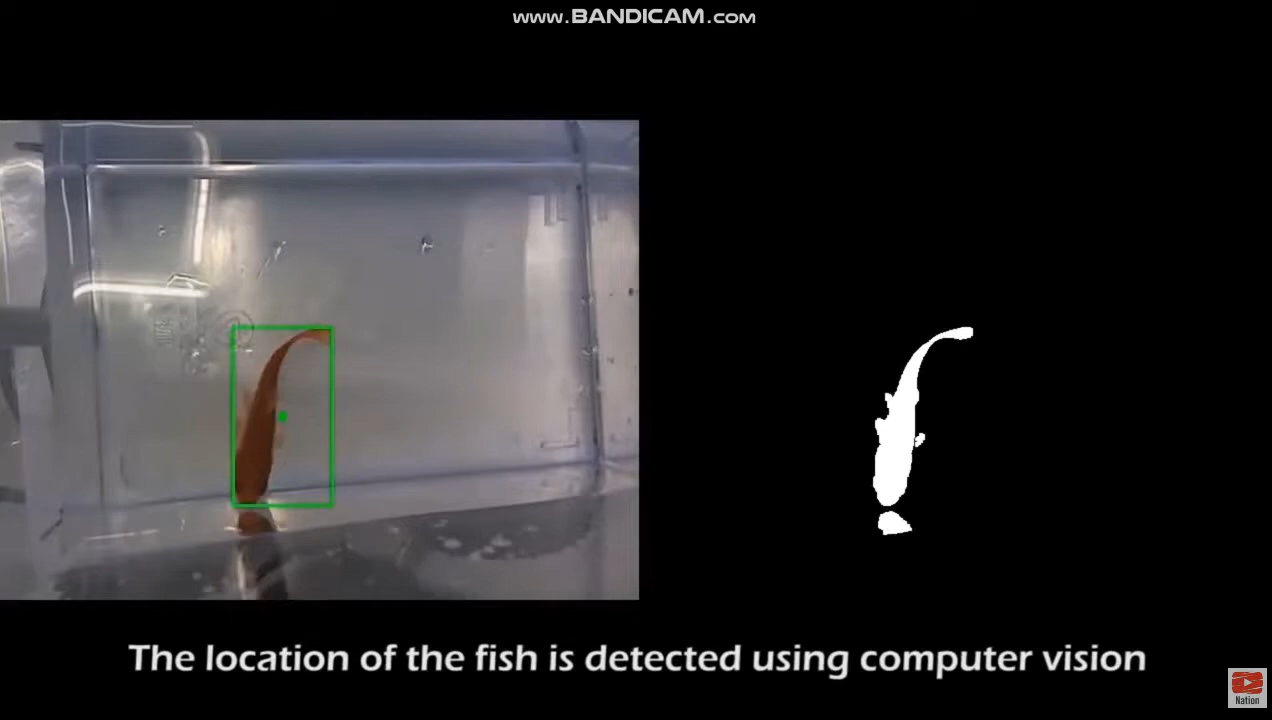 www.BANDICAM.com
The location of the fish is detected using computer vision
Nation